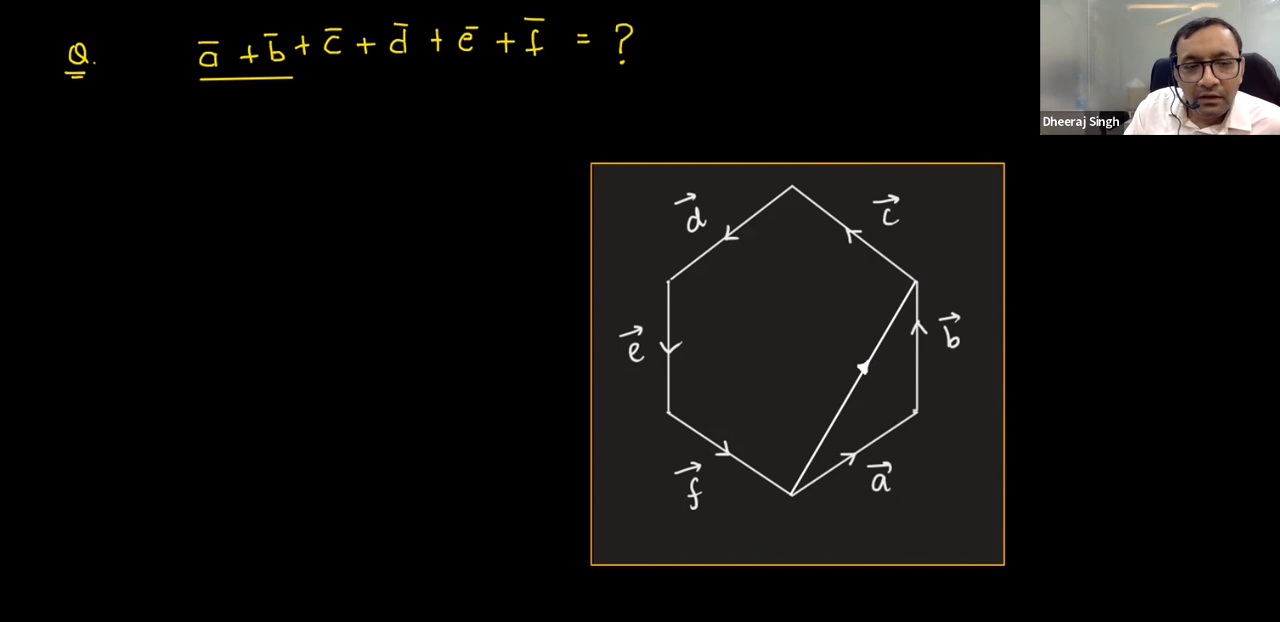 Q. a̅ + b̅ + c̅ + d̅ + e̅ + f̅ = ?
Dheeraj Singh
d⃗ c⃗
e⃗ b⃗
f⃗ a⃗